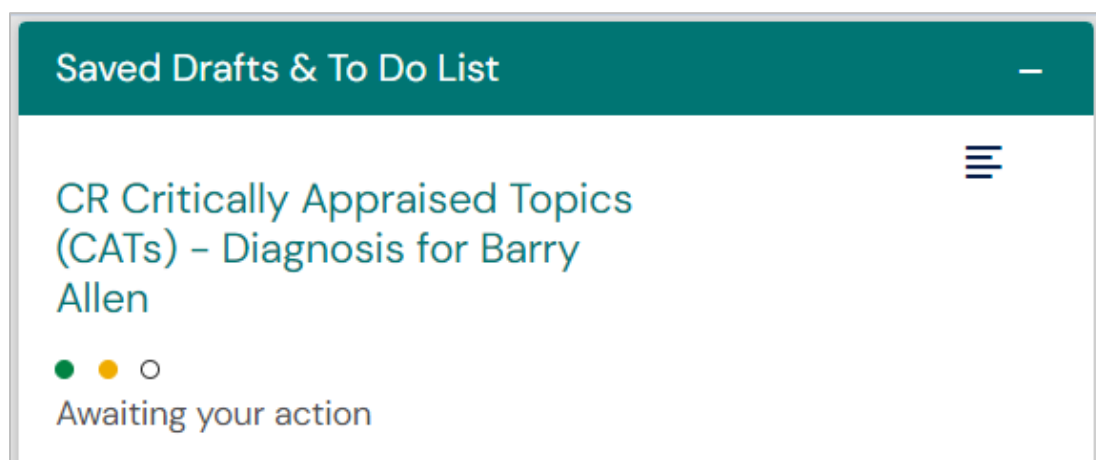 Saved Drafts & To Do List
CR Critically Appraised Topics
(CATs) - Diagnosis for Barry
Allen
Awaiting your action